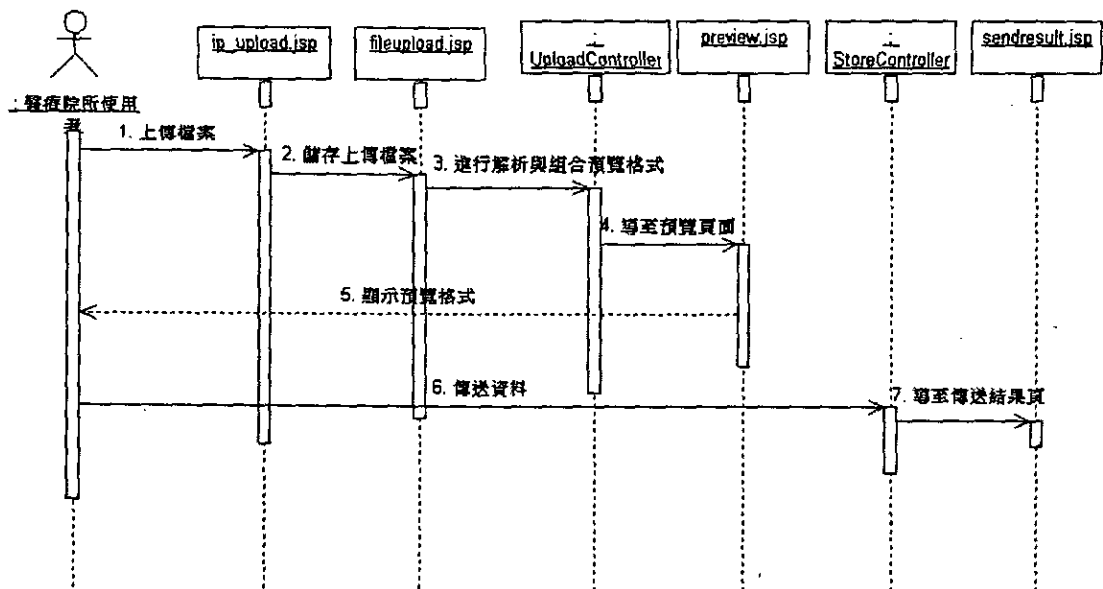 ip_upload.jsp
fileupload.jsp
:
UploadController
preview.jsp
:
StoreController
sendresult.jsp
: 醫療院所使用
者
1. 上傳檔案
2. 儲存上傳檔案
3. 進行解析與組合預覽格式
4. 導至預覽頁面
5. 顯示預覽格式
6. 傳送資料
7. 導至傳送結果頁